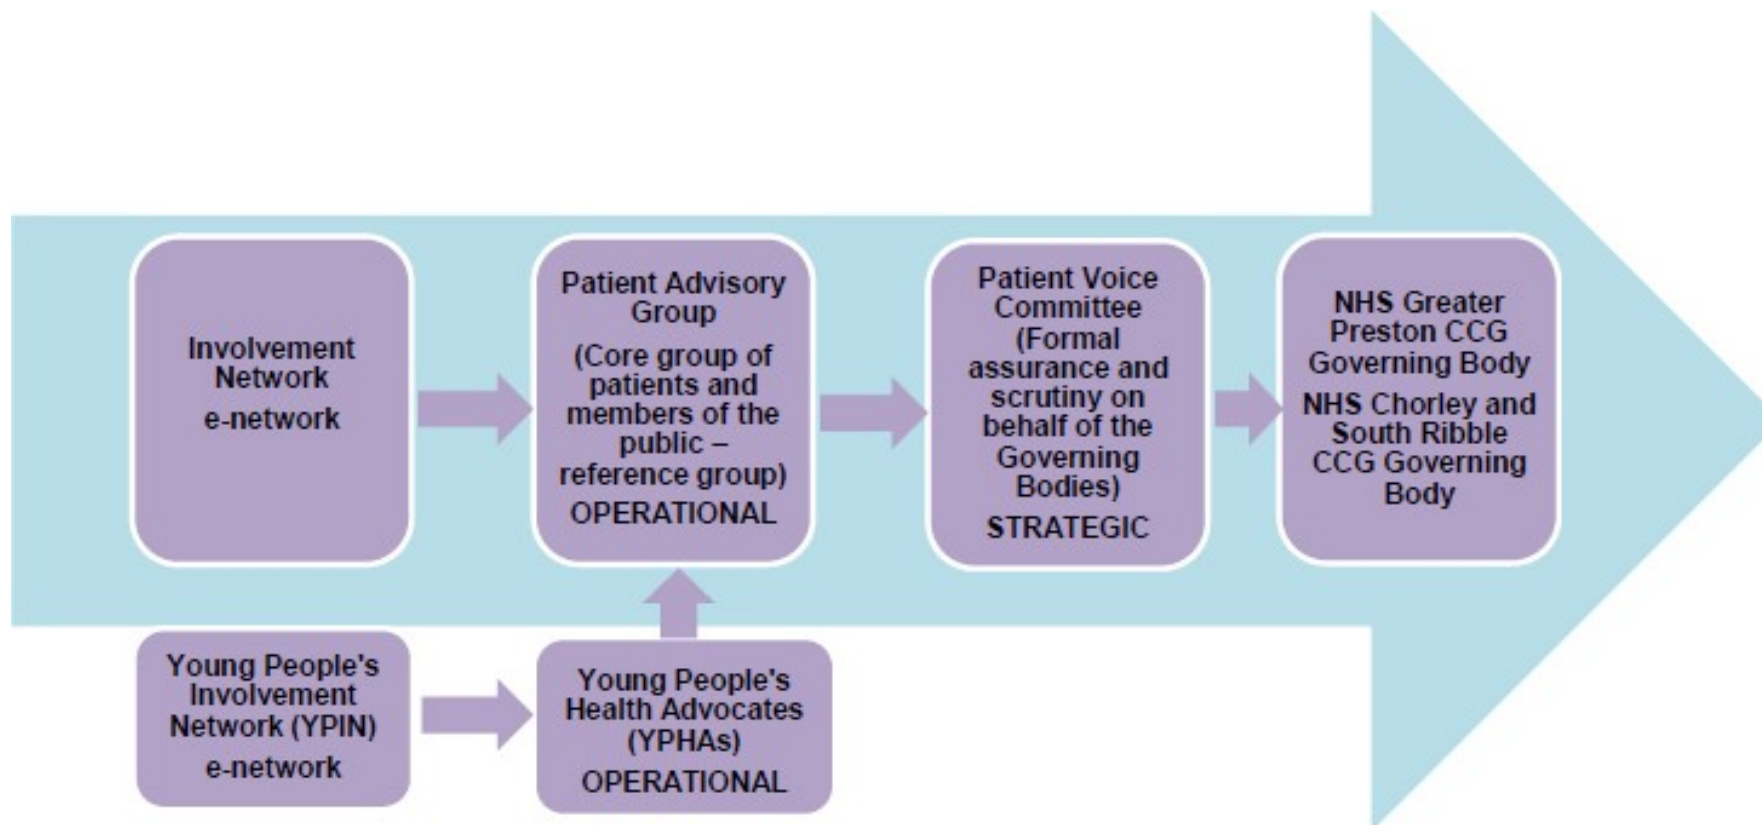 Involvement
Network
e-network
Patient Advisory
Group
(Core group of
patients and
members of the
public –
reference group)
OPERATIONAL
Patient Voice
Committee
(Formal
assurance and
scrutiny on
behalf of the
Governing
Bodies)
STRATEGIC
NHS Greater
Preston CCG
Governing Body
NHS Chorley and
South Ribble
CCG Governing
Body
Young People's
Involvement
Network (YPIN)
e-network
Young People's
Health Advocates
(YPHAs)
OPERATIONAL